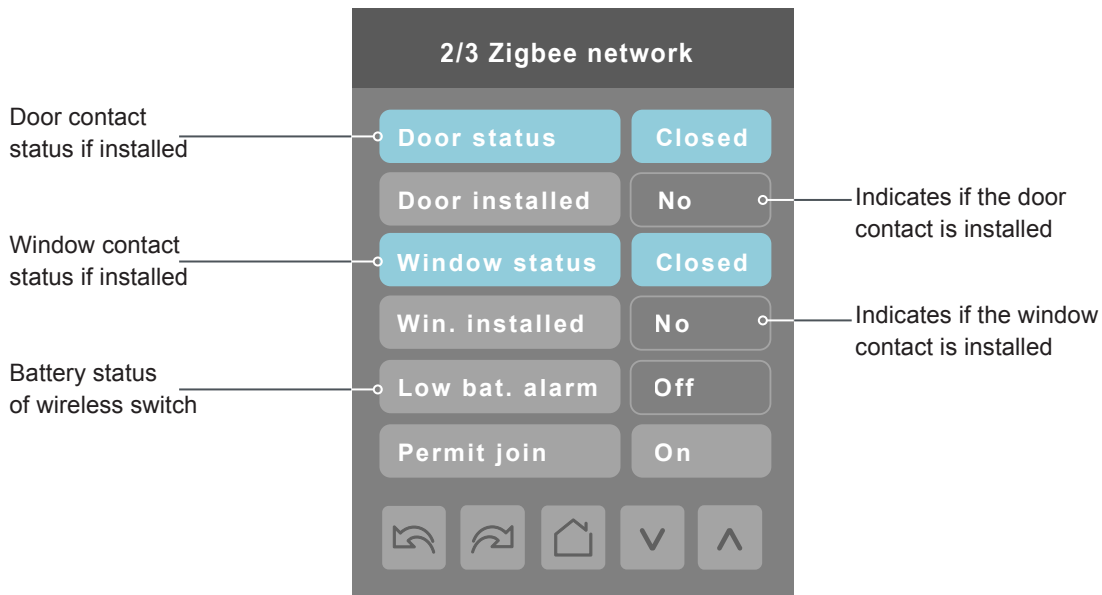 2/3 Zigbee network
Door contact
status if installed
Door status
Closed
Door installed
No
Indicates if the door
contact is installed
Window contact
status if installed
Window status
Closed
Win. installed
No
Indicates if the window
contact is installed
Battery status
of wireless switch
Low bat. alarm
Off
Permit join
On